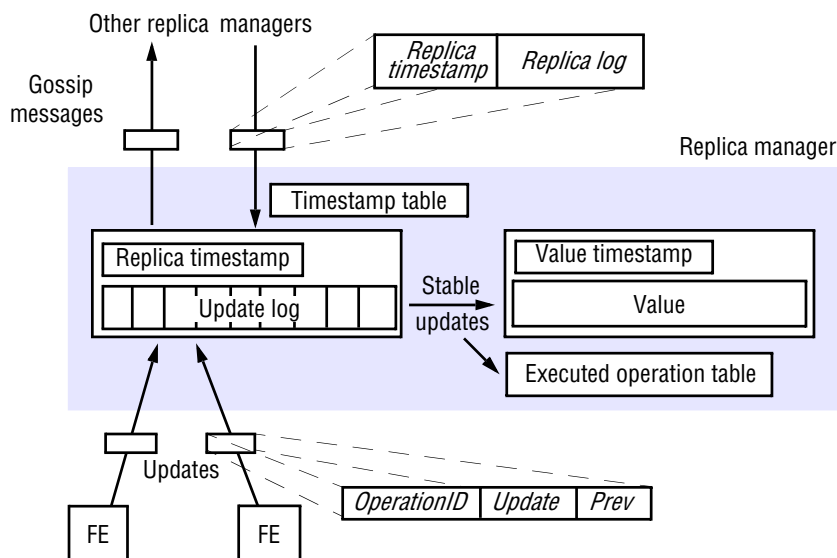 Other replica managers
Replica timestamp
Replica log
Gossip messages
Replica manager
Timestamp table
Replica timestamp
Update log
Stable updates
Value timestamp
Value
Executed operation table
Updates
OperationID
Update
Prev
FE
FE